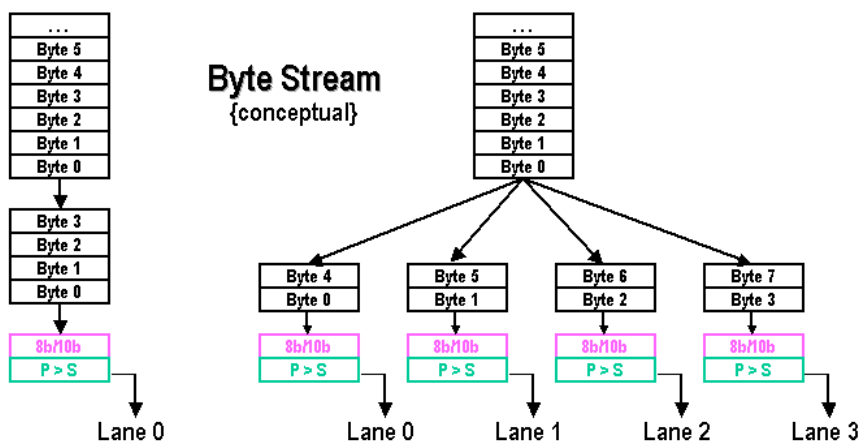 ...
Byte 5
Byte 4
Byte 3
Byte 2
Byte 1
Byte 0
Byte 3
Byte 2
Byte 1
Byte 0
8b/10b
P > S
Lane 0
Byte Stream
{conceptual}
...
Byte 5
Byte 4
Byte 3
Byte 2
Byte 1
Byte 0
Byte 4
Byte 0
8b/10b
P > S
Lane 0
Byte 5
Byte 1
8b/10b
P > S
Lane 1
Byte 6
Byte 2
8b/10b
P > S
Lane 2
Byte 7
Byte 3
8b/10b
P > S
Lane 3